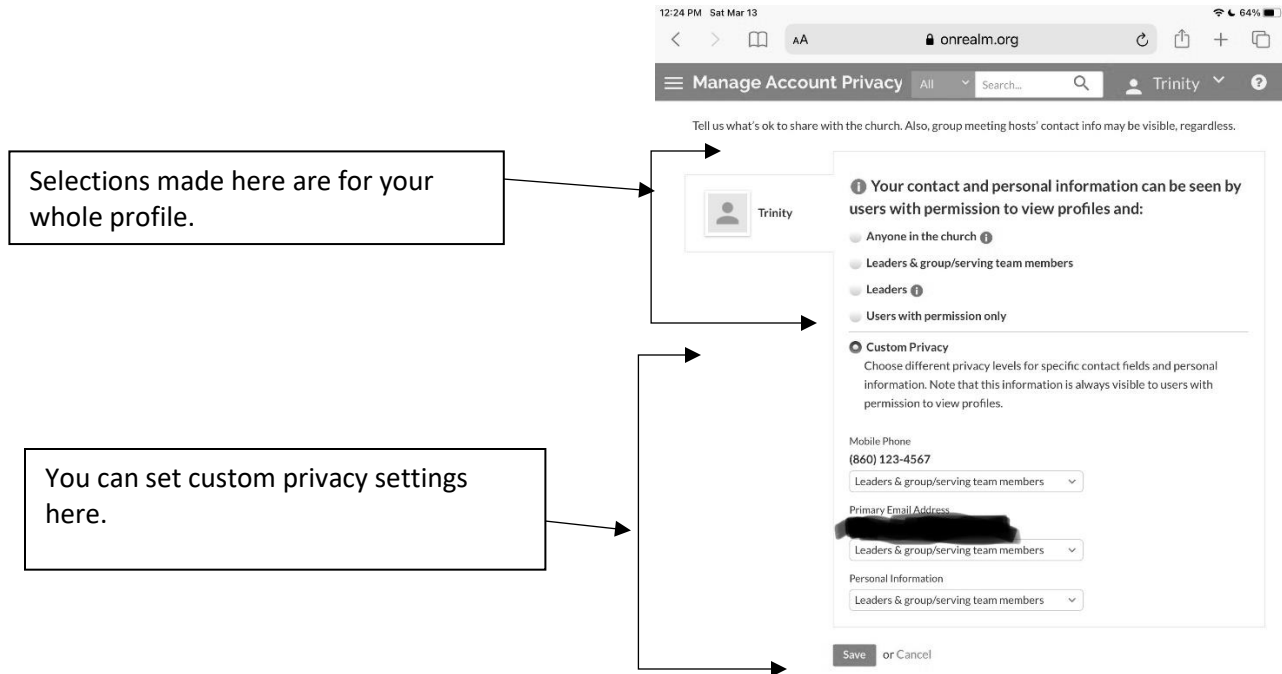 12:24 PM Sat Mar 13
64%
AA onrealm.org
Manage Account Privacy All Search... Trinity ?
Tell us what's ok to share with the church. Also, group meeting hosts' contact info may be visible, regardless.
Selections made here are for your
whole profile.
Trinity
Your contact and personal information can be seen by
users with permission to view profiles and:
Anyone in the church
Leaders & group/serving team members
Leaders
Users with permission only
Custom Privacy
Choose different privacy levels for specific contact fields and personal
information. Note that this information is always visible to users with
permission to view profiles.
You can set custom privacy settings
here.
Mobile Phone
(860) 123-4567
Leaders & group/serving team members
Primary Email Address
Leaders & group/serving team members
Personal Information
Leaders & group/serving team members
Save or Cancel